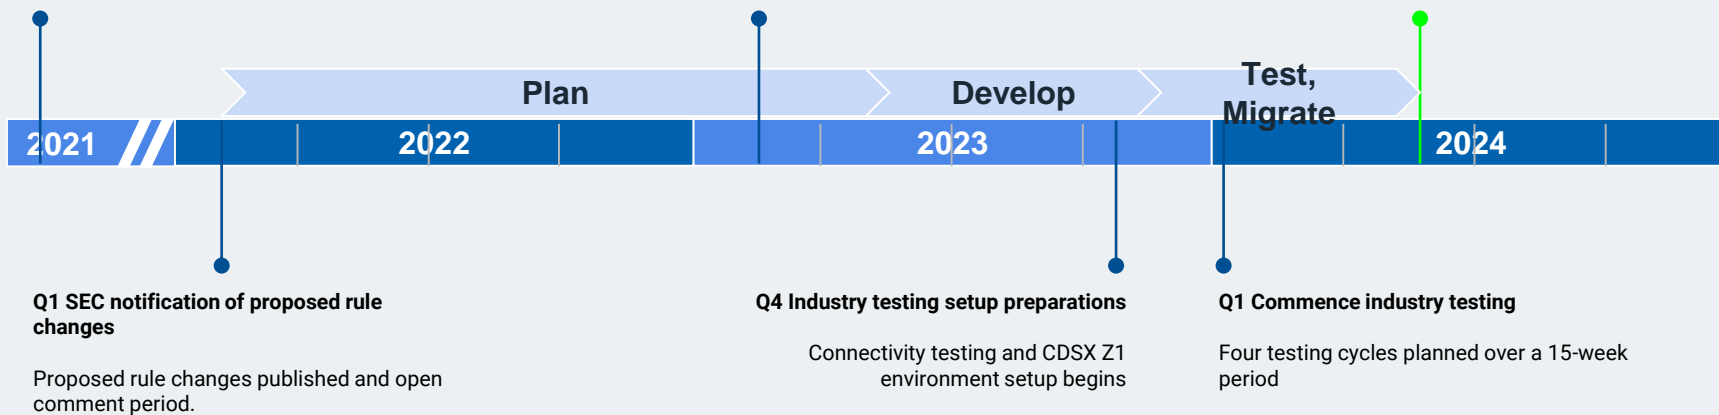 Plan
Develop
Test,
Migrate
2021
2022
2023
2024
Q1 SEC notification of proposed rule
changes
Proposed rule changes published and open
comment period.
Q4 Industry testing setup preparations
Connectivity testing and CDSX Z1
environment setup begins
Q1 Commence industry testing
Four testing cycles planned over a 15-week
period